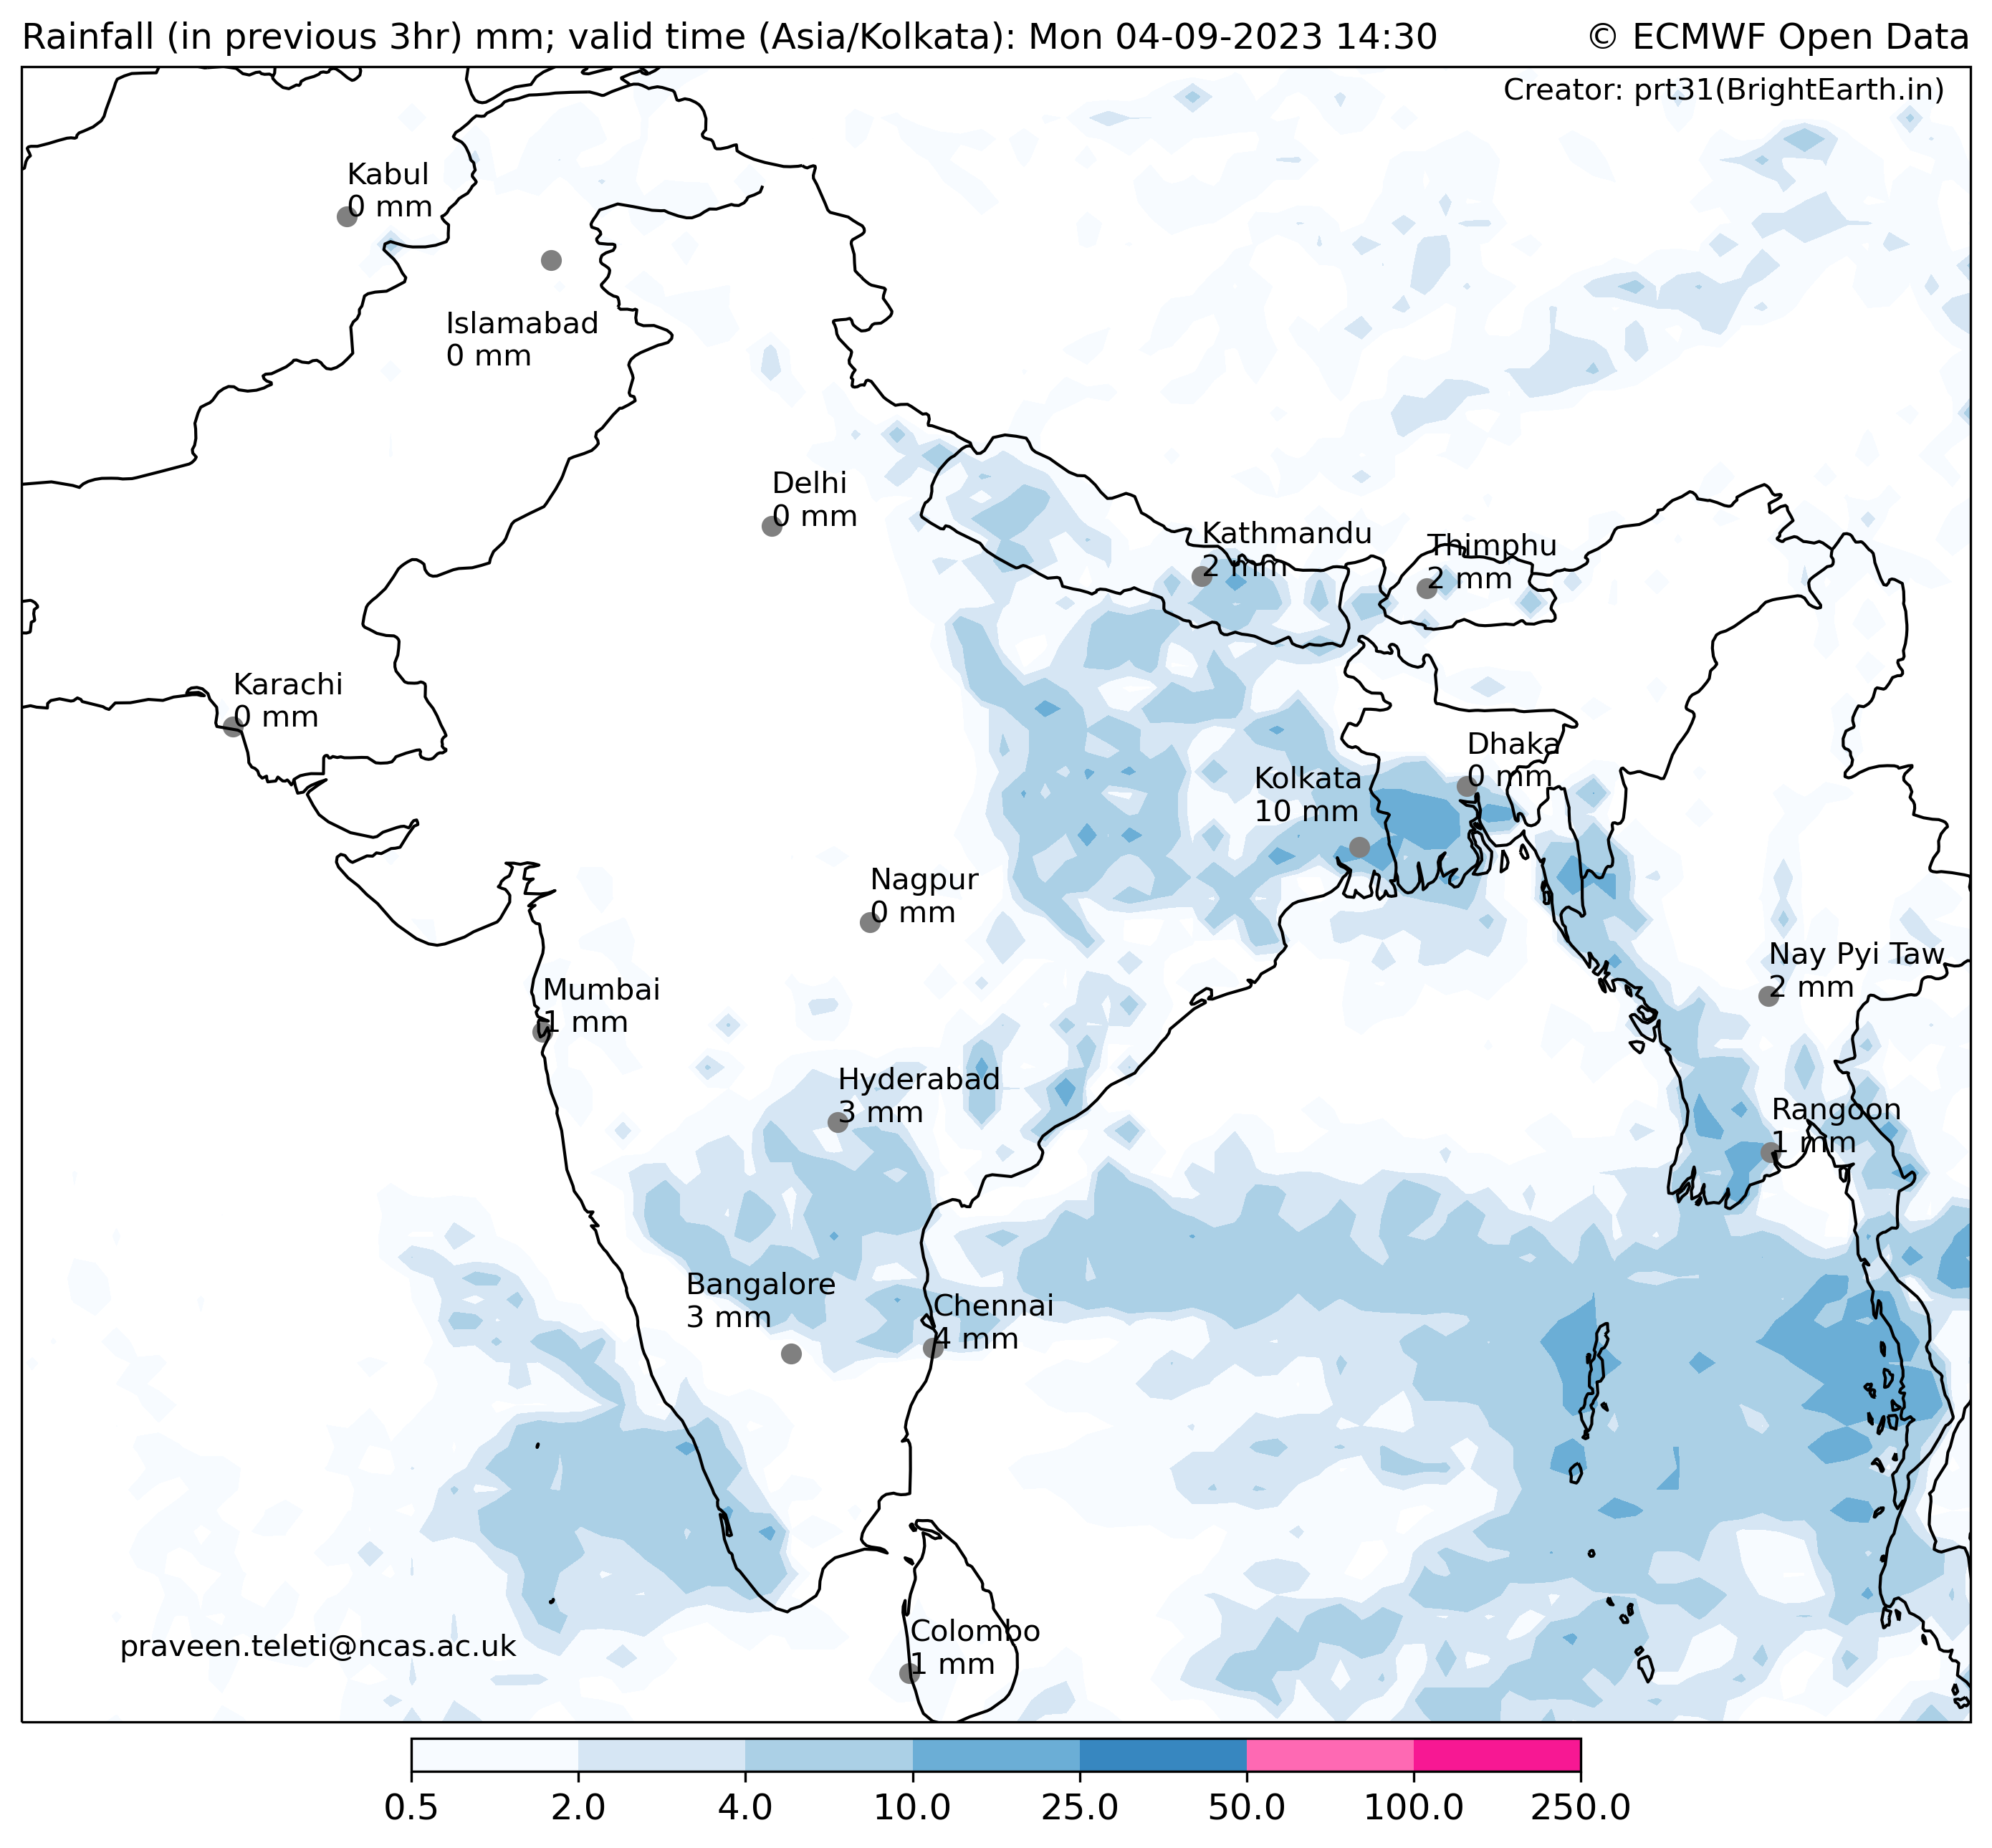 Rainfall (in previous 3hr) mm; valid time (Asia/Kolkata): Mon 04-09-2023 14:30
© ECMWF Open Data
Creator: prt31(BrightEarth.in)
Kabul
0 mm
Islamabad
0 mm
Delhi
0 mm
Kathmandu
2 mm
Thimphu
2 mm
Karachi
0 mm
Dhaka
0 mm
Kolkata
10 mm
Nagpur
0 mm
Nay Pyi Taw
2 mm
Mumbai
1 mm
Hyderabad
3 mm
Rangoon
1 mm
Bangalore
3 mm
Chennai
4 mm
Colombo
1 mm
praveen.teleti@ncas.ac.uk
0.5 2.0 4.0 10.0 25.0 50.0 100.0 250.0